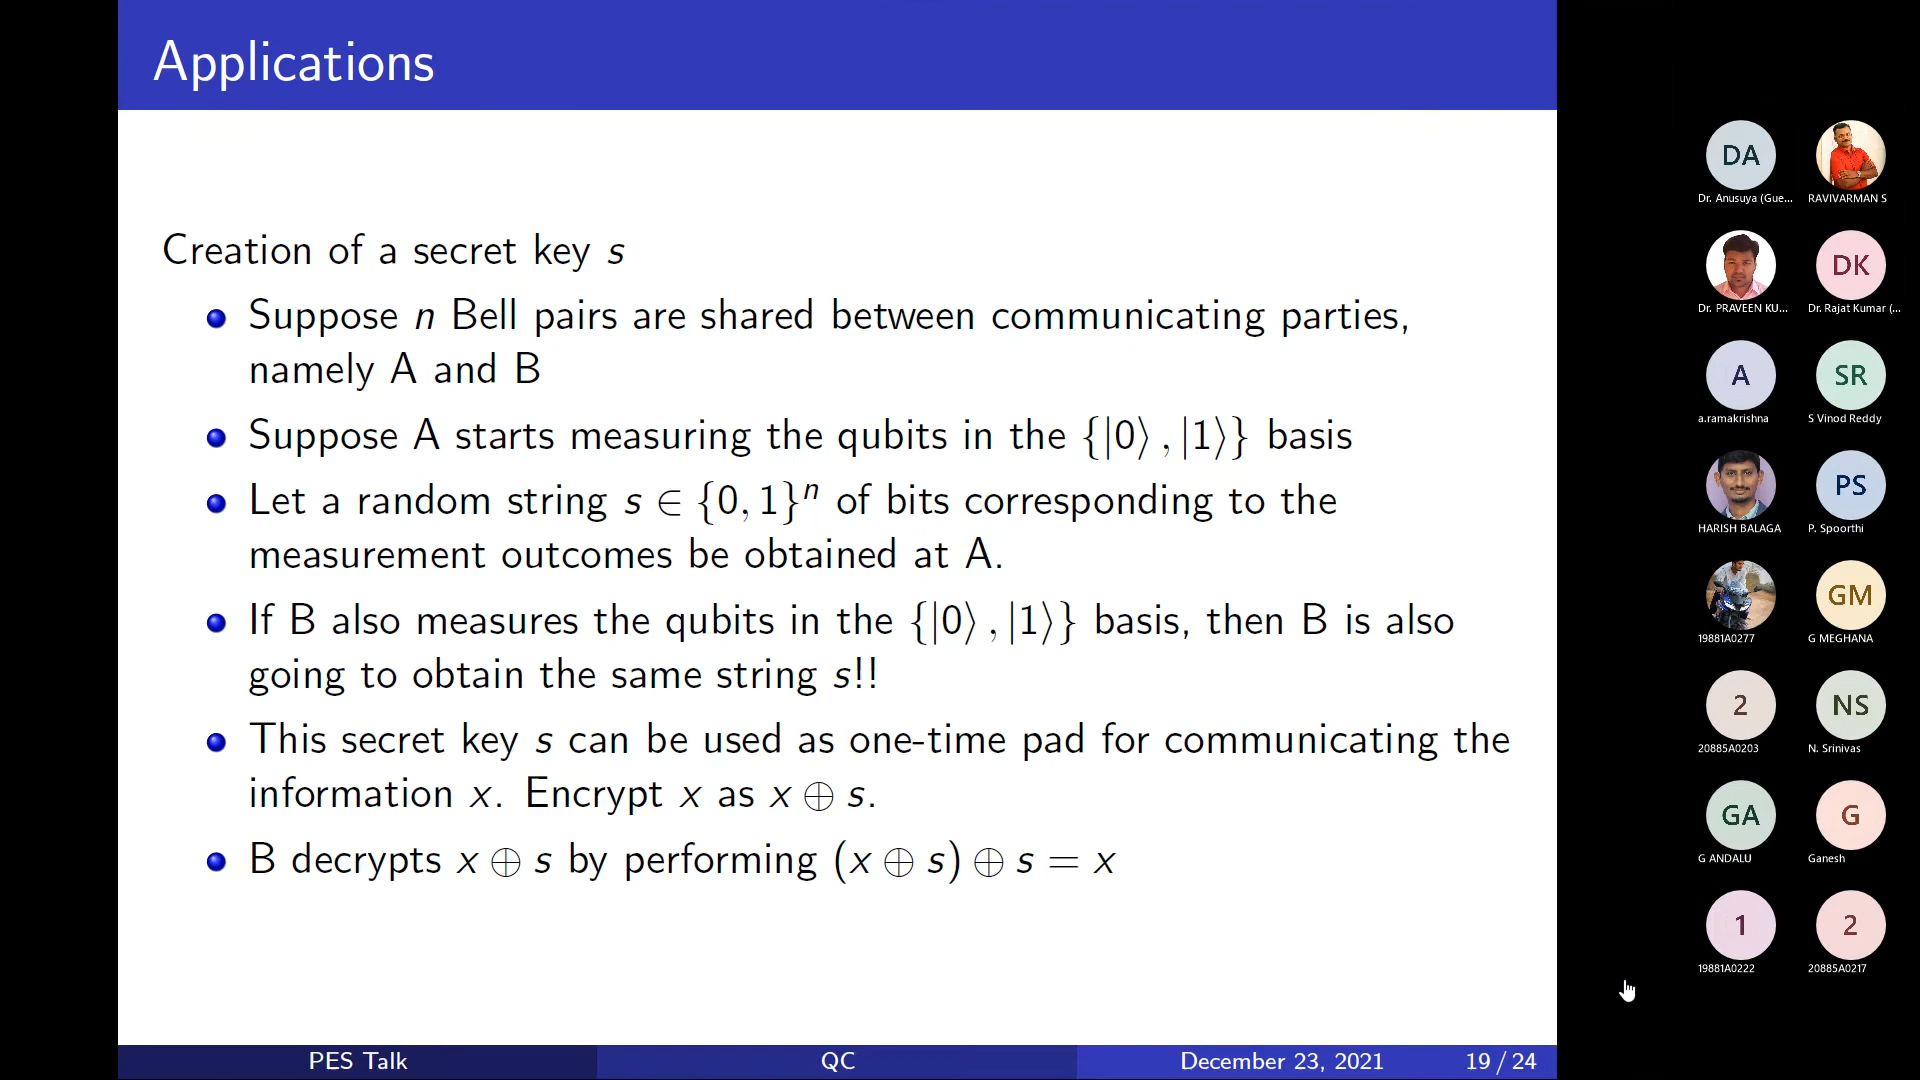 Applications
Creation of a secret key s
Suppose n Bell pairs are shared between communicating parties,
namely A and B
Suppose A starts measuring the qubits in the {|0⟩ , |1⟩} basis
Let a random string s ∈ {0, 1}ⁿ of bits corresponding to the
measurement outcomes be obtained at A.
If B also measures the qubits in the {|0⟩ , |1⟩} basis, then B is also
going to obtain the same string s!!
This secret key s can be used as one-time pad for communicating the
information x. Encrypt x as x ⊕ s.
B decrypts x ⊕ s by performing (x ⊕ s) ⊕ s = x
PES Talk QC December 23, 2021 19 / 24
DA
Dr. Anusuya (Gue... RAVIVARMAN S
DK
Dr. PRAVEEN KU... Dr. Rajat Kumar (...
A SR
a.ramakrishna S Vinod Reddy
PS
HARISH BALAGA P. Spoorthi
GM
19881A0277 G MEGHANA
2 NS
20885A0203 N. Srinivas
GA G
G ANDALU Ganesh
1 2
19881A0222 20885A0217